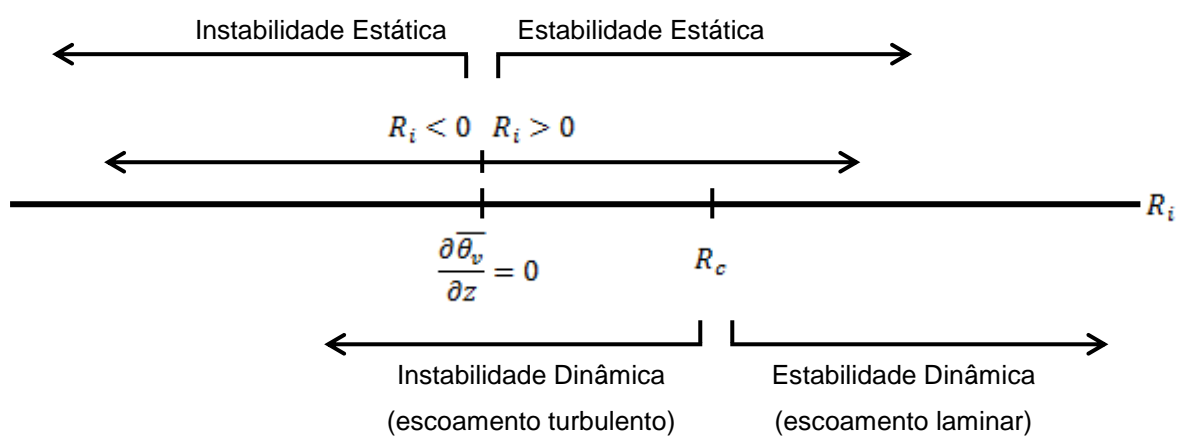 Instabilidade Estática Estabilidade Estática
R_i < 0 R_i > 0
R_i
∂θ_v̅/∂z = 0 R_c
Instabilidade Dinâmica Estabilidade Dinâmica
(escoamento turbulento) (escoamento laminar)